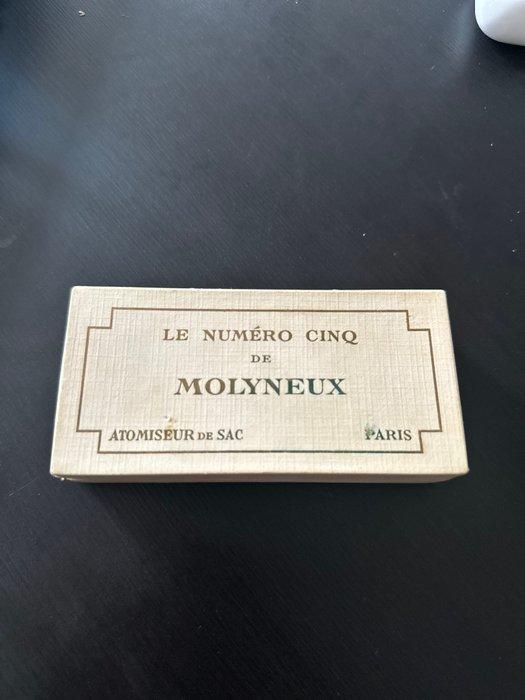 LE NUMÉRO CINQ
DE
MOLYNEUX
ATOMISEUR DE SAC PARIS